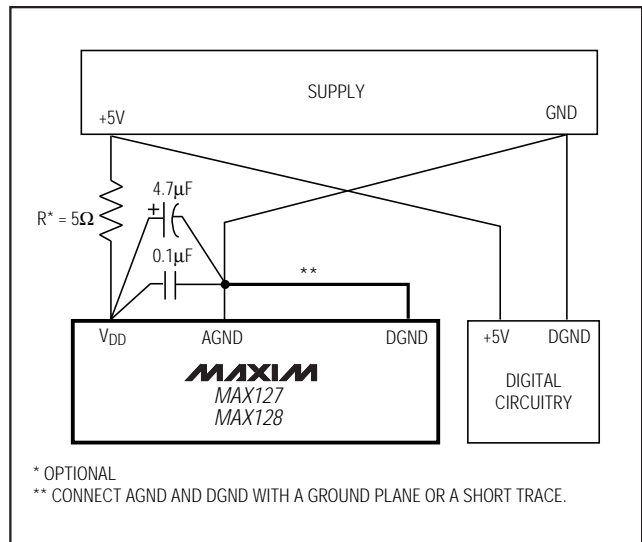 SUPPLY
+5V
GND
R* = 5Ω
4.7μF
+
0.1μF
**
VDD
AGND
DGND
+5V
DGND
MAXIM
MAX127
MAX128
DIGITAL
CIRCUITRY
* OPTIONAL
** CONNECT AGND AND DGND WITH A GROUND PLANE OR A SHORT TRACE.